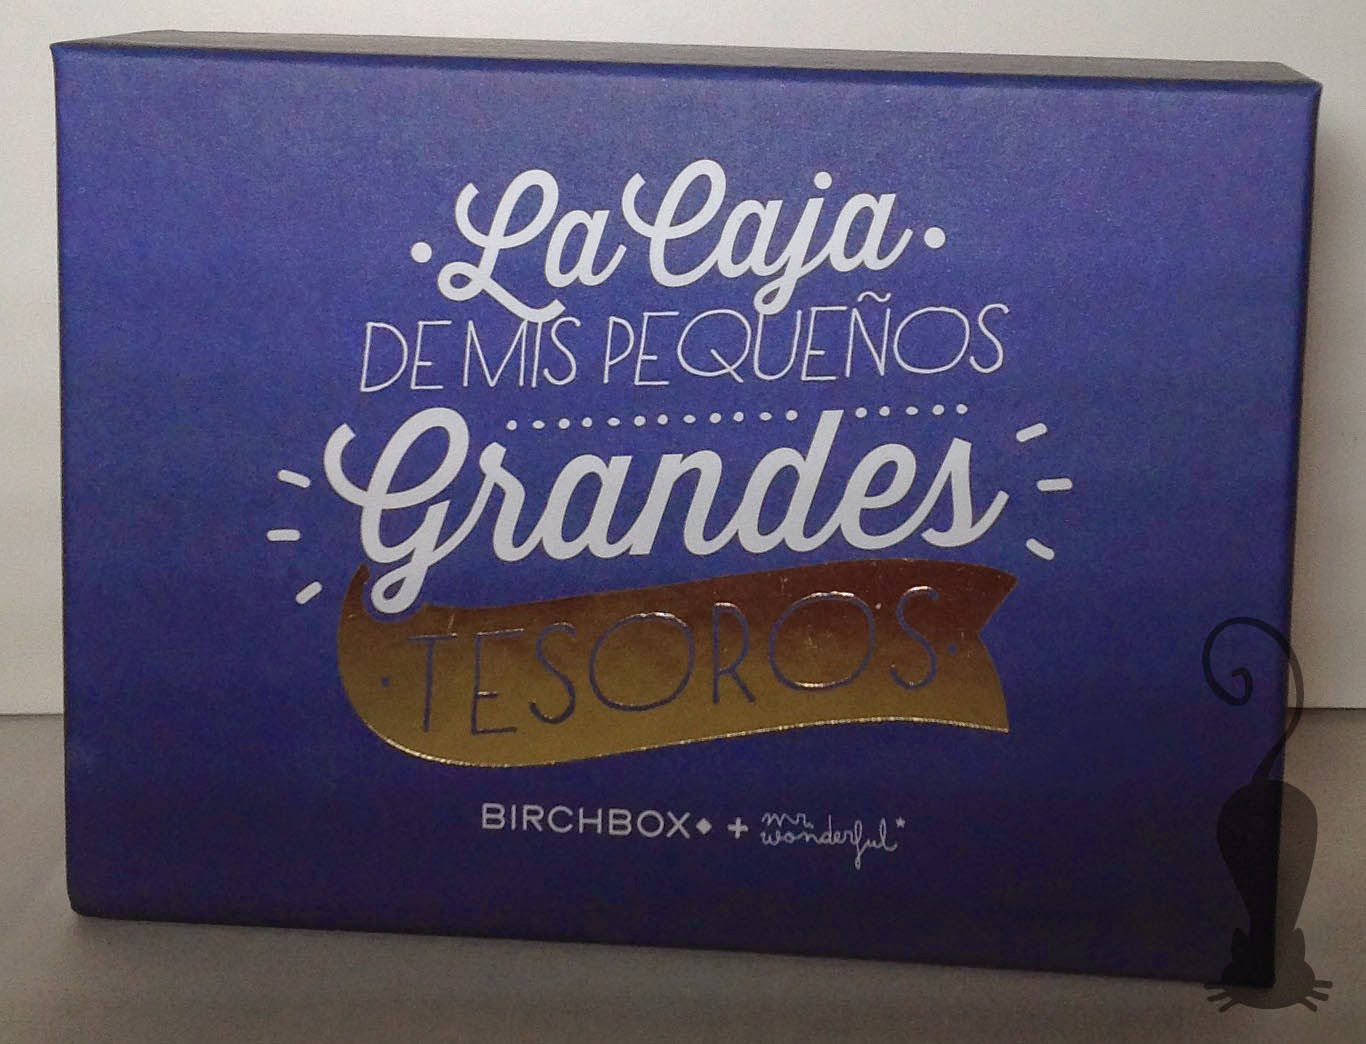 · La Caja ·
DE MIS PEQUEÑOS
Grandes
· TESOROS ·
BIRCHBOX◆ + mr. wonderful*